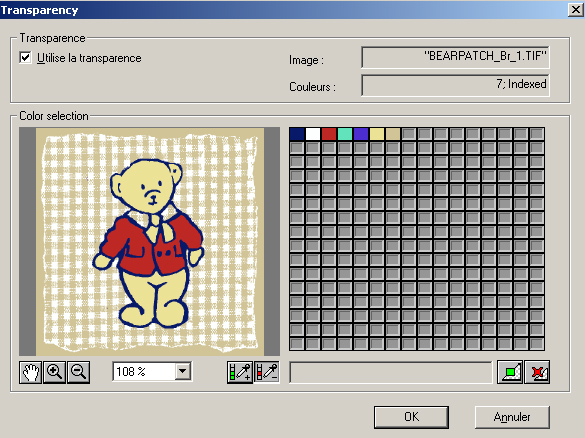 Transparency
Transparence
Utilise la transparence
Image :
"BEARPATCH_Br_1.TIF"
Couleurs :
7; Indexed
Color selection
108 %
OK
Annuler